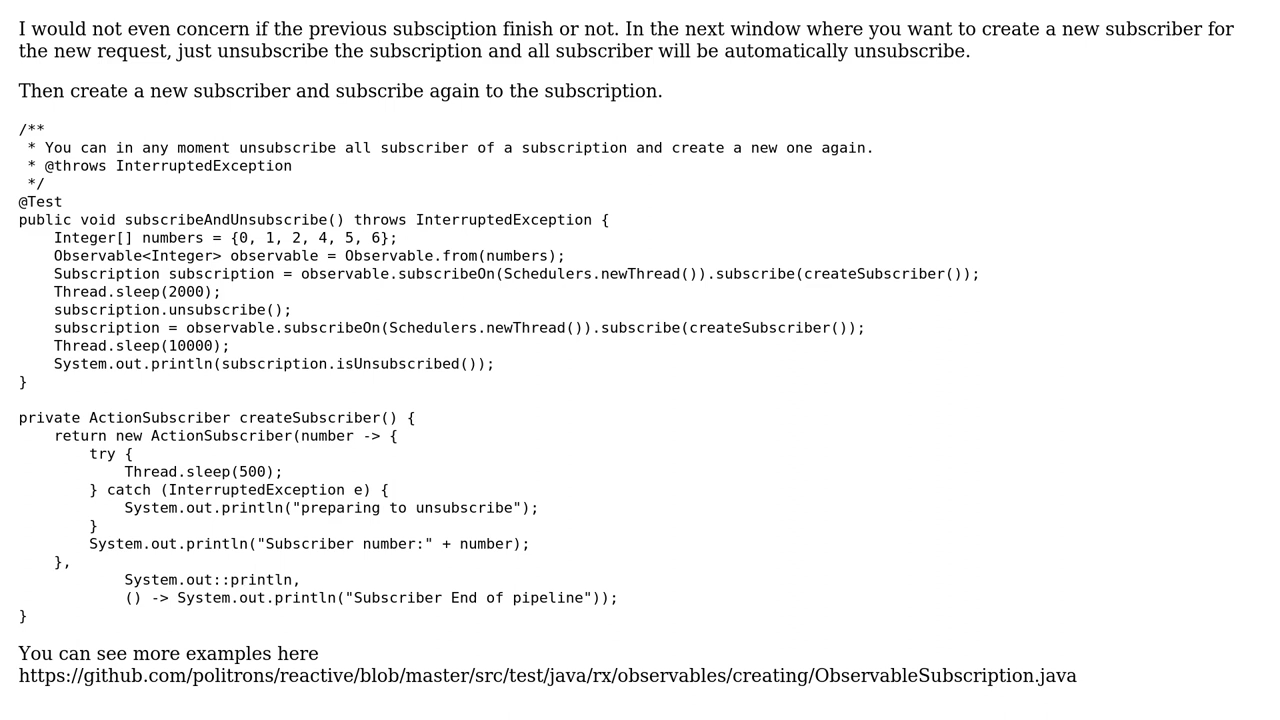 I would not even concern if the previous subsciption finish or not. In the next window where you want to create a new subscriber for
the new request, just unsubscribe the subscription and all subscriber will be automatically unsubscribe.
Then create a new subscriber and subscribe again to the subscription.
/**
 * You can in any moment unsubscribe all subscriber of a subscription and create a new one again.
 * @throws InterruptedException
 */
@Test
public void subscribeAndUnsubscribe() throws InterruptedException {
    Integer[] numbers = {0, 1, 2, 4, 5, 6};
    Observable<Integer> observable = Observable.from(numbers);
    Subscription subscription = observable.subscribeOn(Schedulers.newThread()).subscribe(createSubscriber());
    Thread.sleep(2000);
    subscription.unsubscribe();
    subscription = observable.subscribeOn(Schedulers.newThread()).subscribe(createSubscriber());
    Thread.sleep(10000);
    System.out.println(subscription.isUnsubscribed());
}
private ActionSubscriber createSubscriber() {
    return new ActionSubscriber(number -> {
        try {
            Thread.sleep(500);
        } catch (InterruptedException e) {
            System.out.println("preparing to unsubscribe");
        }
        System.out.println("Subscriber number:" + number);
    },
            System.out::println,
            () -> System.out.println("Subscriber End of pipeline"));
}
You can see more examples here
https://github.com/politrons/reactive/blob/master/src/test/java/rx/observables/creating/ObservableSubscription.java